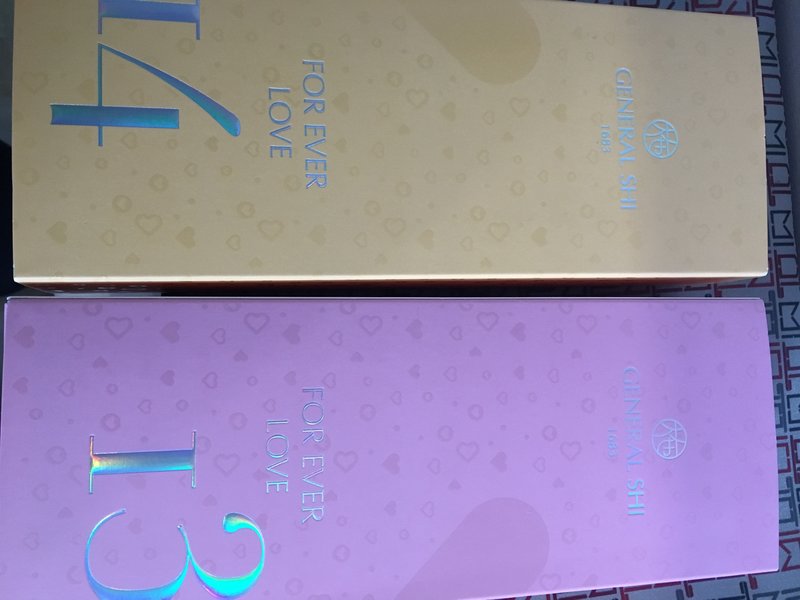 GENERAL SHI
1683
FOR EVER
LOVE
14
GENERAL SHI
1683
FOR EVER
LOVE
13